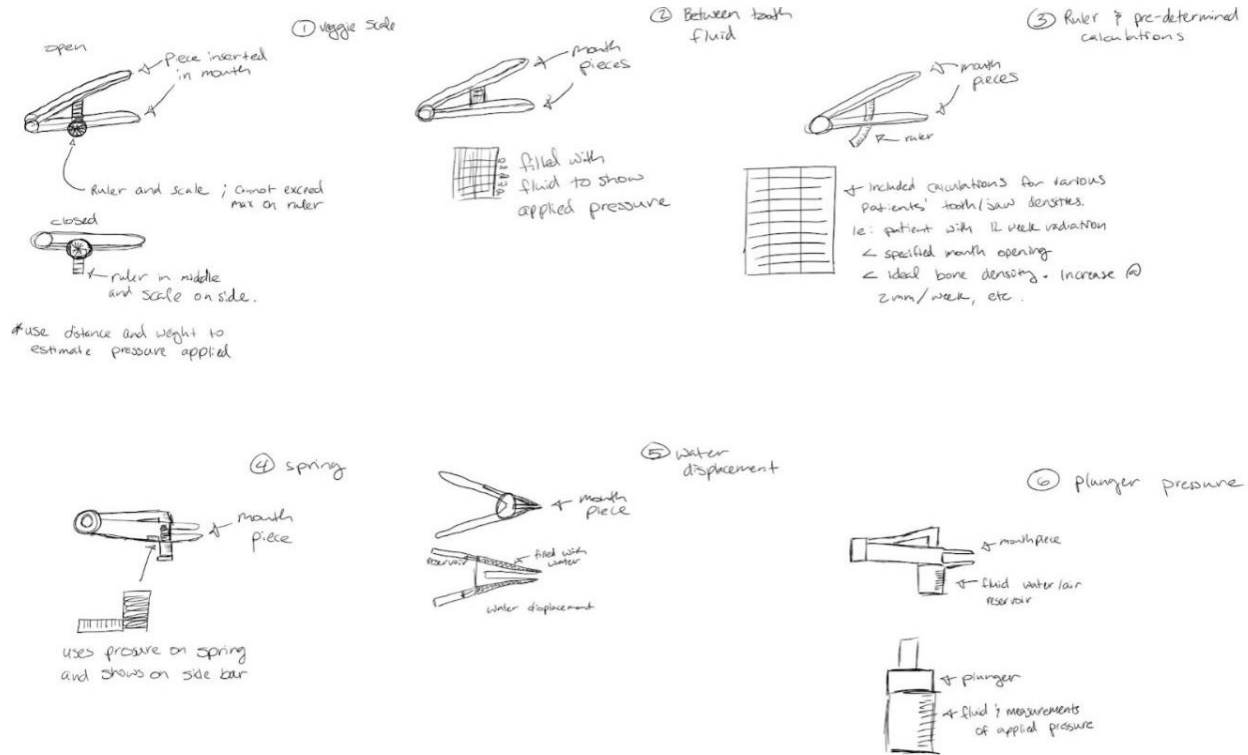 ① veggie scale
open
Piece inserted
in mouth
Ruler and scale ; cannot exceed
max on ruler
closed
ruler in middle
and scale on side.
*use distance and weight to
estimate pressure applied
② Between tooth
fluid
mouth
pieces
filled with
fluid to show
applied pressure
③ Ruler & pre-determined
calculations
mouth
pieces
ruler
included calculations for various
patients' tooth/jaw densities.
ie: patient with 12 week radiation
< specified mouth opening
< ideal bone density. Increase @
2mm/week, etc.
④ spring
mouth
piece
uses pressure on spring
and shows on side bar
⑤ water
displacement
mouth
piece
reservoir
filled with
water
water displacement
⑥ plunger pressure
mouthpiece
fluid water/air
reservoir
plunger
fluid & measurements
of applied pressure